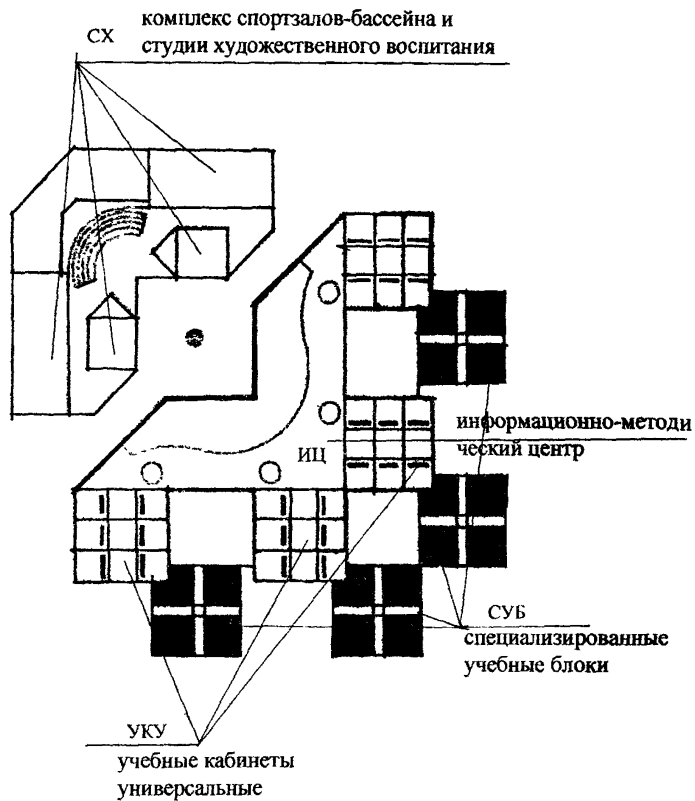 СХ
комплекс спортзалов-бассейна и
студии художественного воспитания
информационно-методи
ИЦ
ческий центр
СУБ
специализированные
учебные блоки
УКУ
учебные кабинеты
универсальные